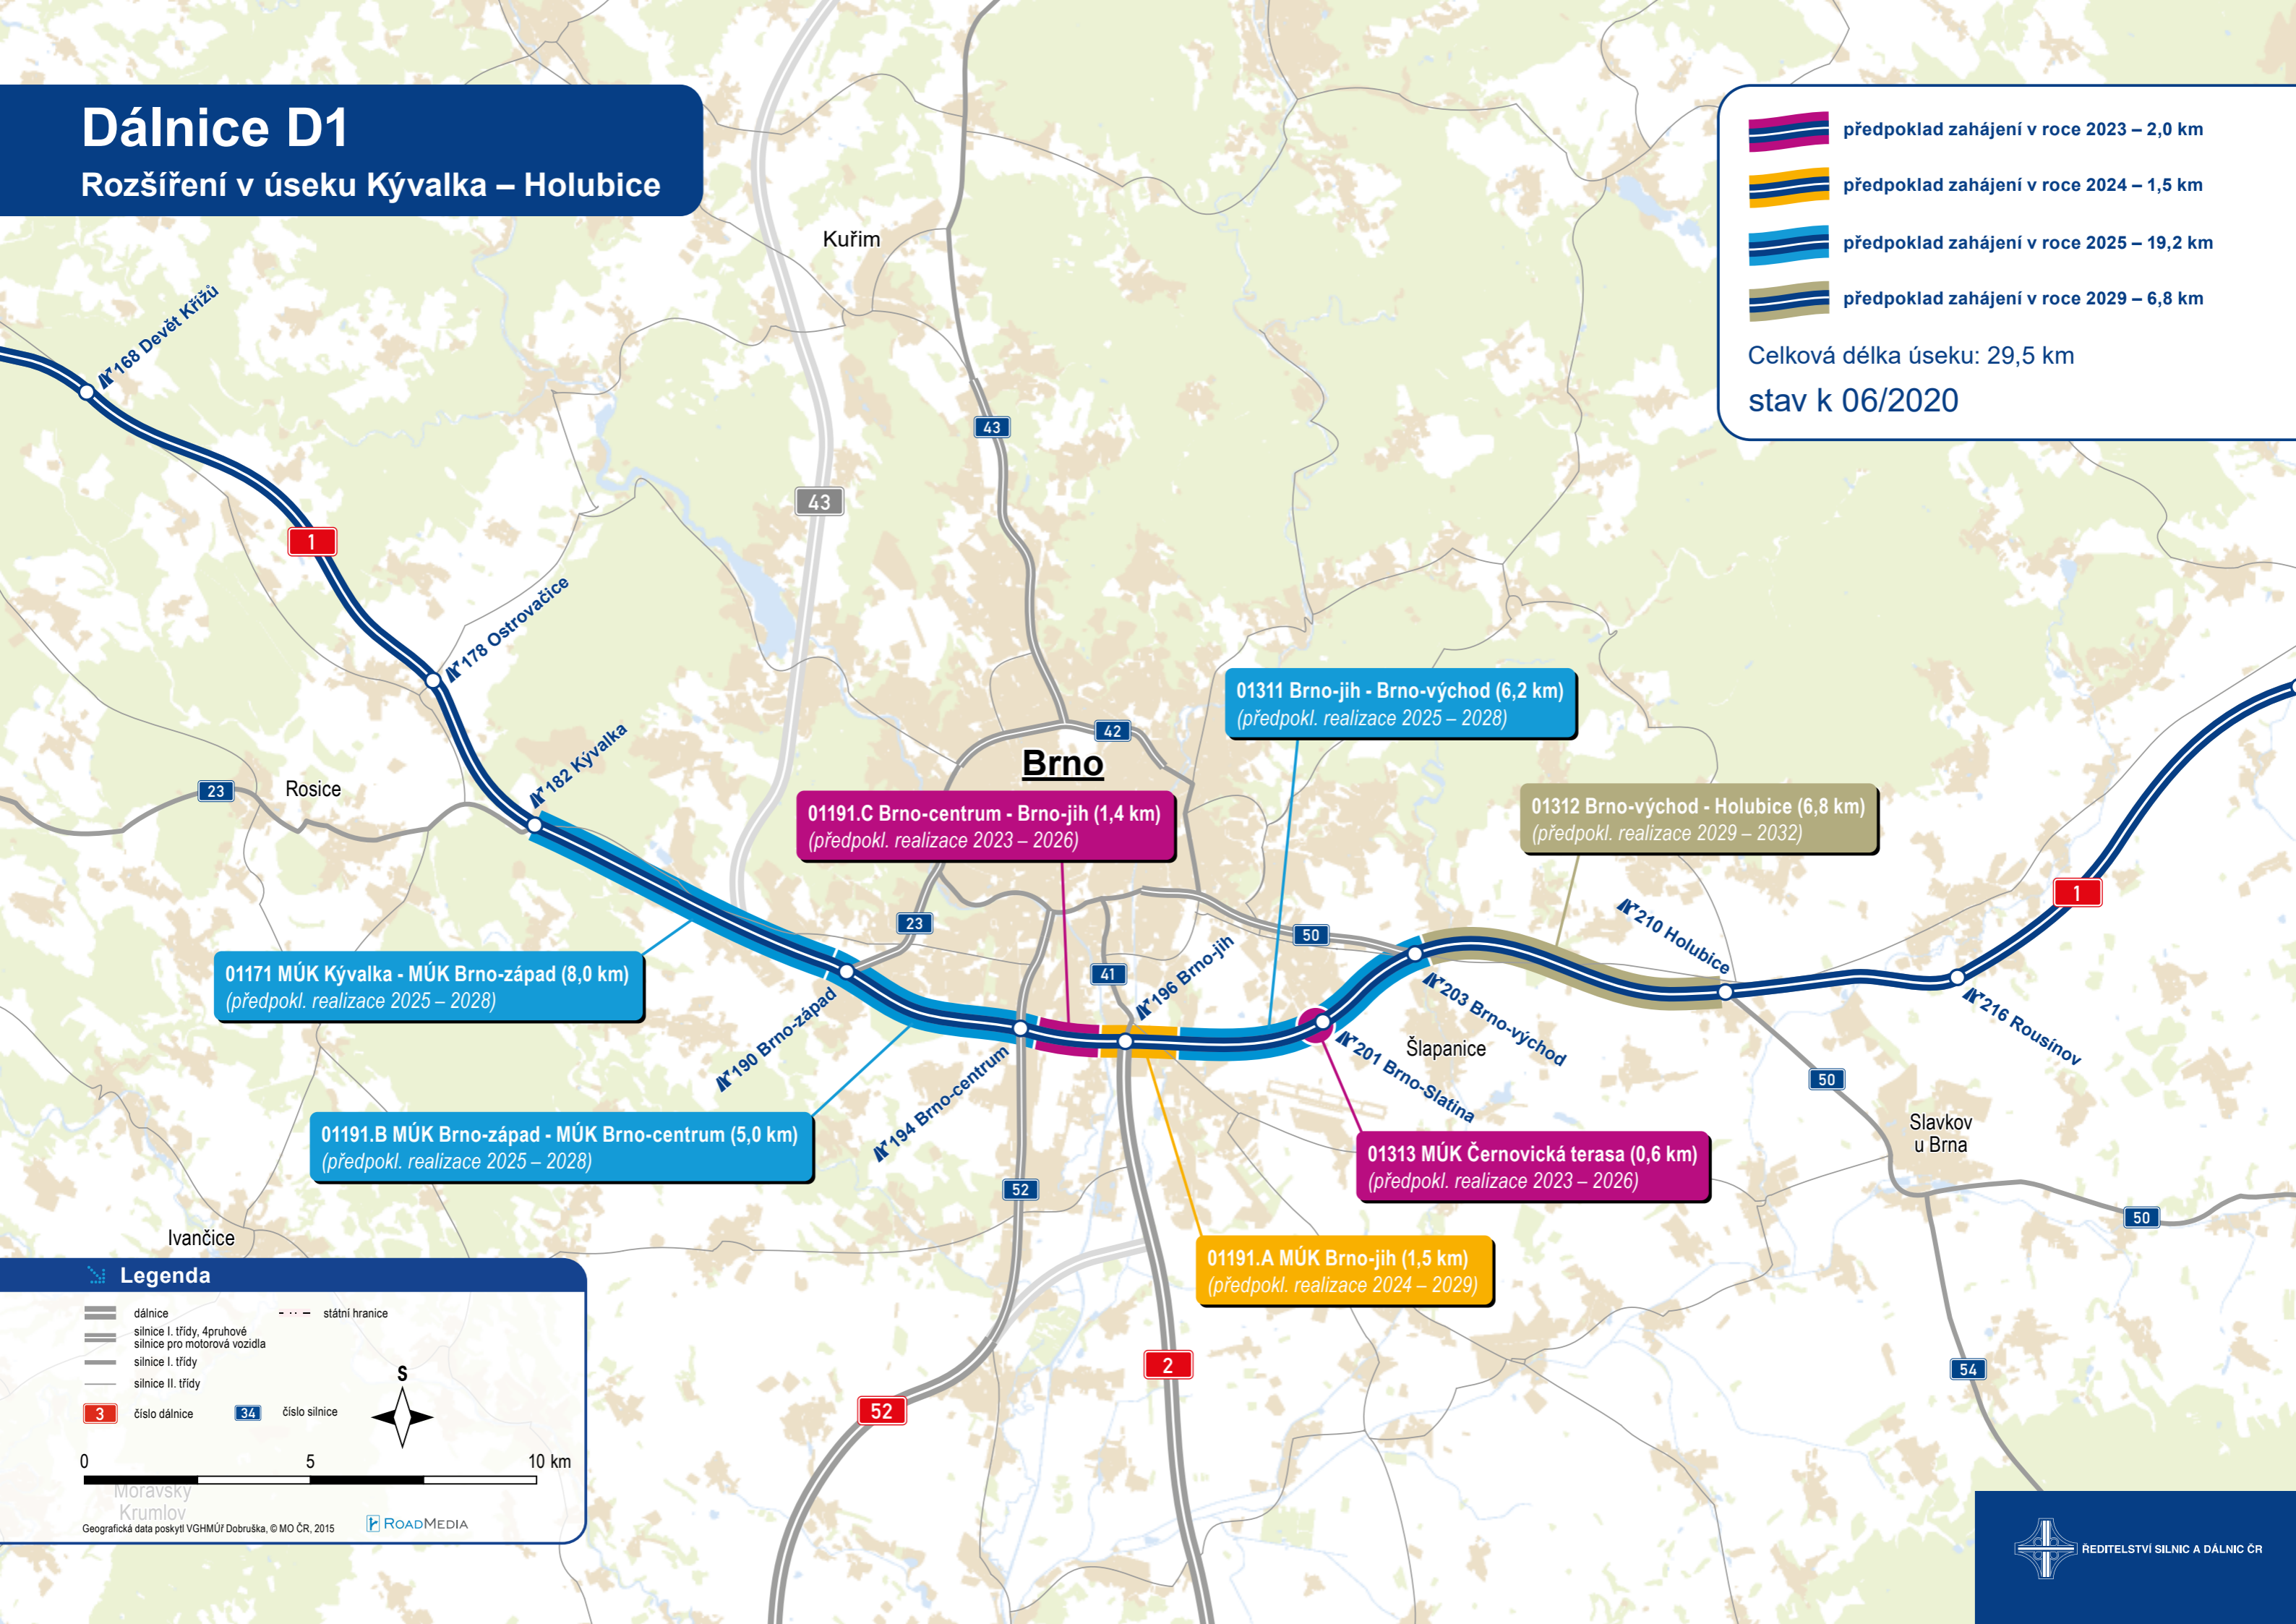 Dálnice D1
Rozšíření v úseku Kývalka – Holubice
předpoklad zahájení v roce 2023 – 2,0 km
předpoklad zahájení v roce 2024 – 1,5 km
předpoklad zahájení v roce 2025 – 19,2 km
předpoklad zahájení v roce 2029 – 6,8 km
Celková délka úseku: 29,5 km
stav k 06/2020
Kuřim
168 Devět Křížů
43
43
1
178 Ostrovačice
182 Kývalka
23
Rosice
42
Brno
01311 Brno-jih - Brno-východ (6,2 km)
(předpokl. realizace 2025 – 2028)
01191.C Brno-centrum - Brno-jih (1,4 km)
(předpokl. realizace 2023 – 2026)
01312 Brno-východ - Holubice (6,8 km)
(předpokl. realizace 2029 – 2032)
1
23
50
210 Holubice
01171 MÚK Kývalka - MÚK Brno-západ (8,0 km)
(předpokl. realizace 2025 – 2028)
41
196 Brno-jih
190 Brno-západ
203 Brno-východ
216 Rousínov
194 Brno-centrum
201 Brno-Slatina
Šlapanice
50
01191.B MÚK Brno-západ - MÚK Brno-centrum (5,0 km)
(předpokl. realizace 2025 – 2028)
Slavkov
u Brna
01313 MÚK Černovická terasa (0,6 km)
(předpokl. realizace 2023 – 2026)
52
50
Ivančice
01191.A MÚK Brno-jih (1,5 km)
(předpokl. realizace 2024 – 2029)
2
54
52
Legenda
dálnice
státní hranice
silnice I. třídy, 4pruhové
silnice pro motorová vozidla
silnice I. třídy
silnice II. třídy
S
3
číslo dálnice
34
číslo silnice
0
5
10 km
Moravský
Krumlov
Geografická data poskytl VGHMÚř Dobruška, © MO ČR, 2015
ROADMEDIA
ŘEDITELSTVÍ SILNIC A DÁLNIC ČR